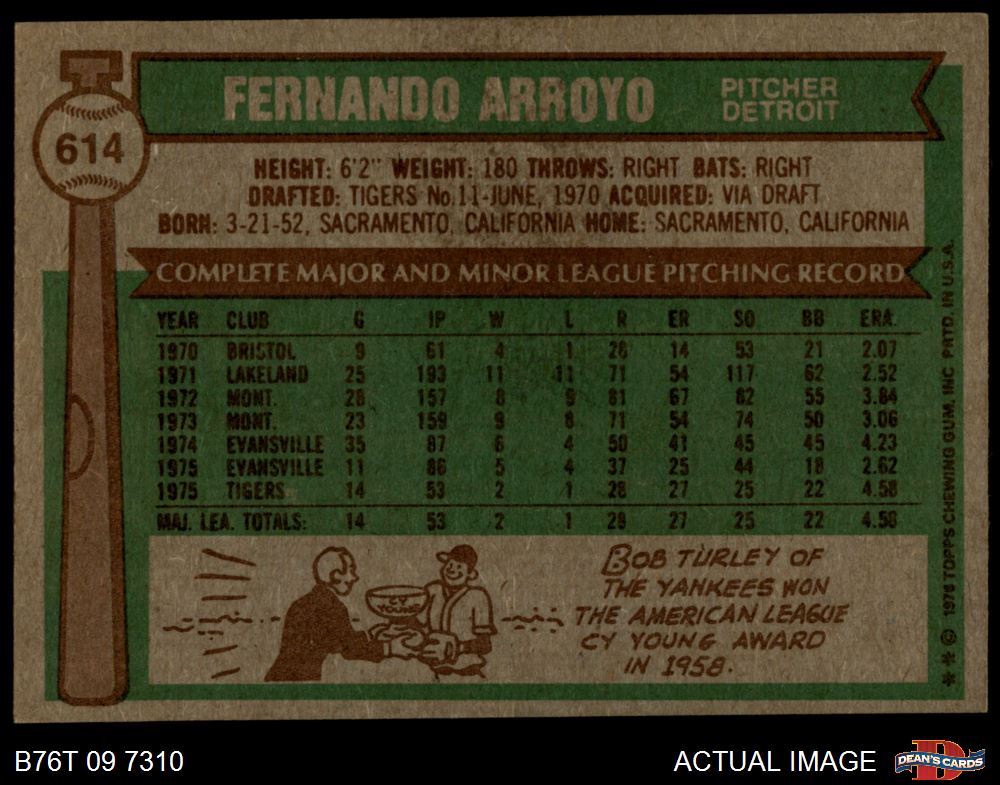 FERNANDO ARROYO
PITCHER
DETROIT
614
HEIGHT: 6'2" WEIGHT: 180 THROWS: RIGHT BATS: RIGHT
DRAFTED: TIGERS No.11-JUNE, 1970 ACQUIRED: VIA DRAFT
BORN: 3-21-52, SACRAMENTO, CALIFORNIA HOME: SACRAMENTO, CALIFORNIA
COMPLETE MAJOR AND MINOR LEAGUE PITCHING RECORD
YEAR CLUB G IP W L R ER SO BB ERA.
1970 BRISTOL 9 61 4 1 26 14 53 21 2.07
1971 LAKELAND 25 193 11 11 71 54 117 62 2.52
1972 MONT. 28 157 8 9 81 67 82 55 3.84
1973 MONT. 23 159 9 8 71 54 74 50 3.06
1974 EVANSVILLE 35 87 6 4 50 41 45 45 4.23
1975 EVANSVILLE 11 86 5 4 37 25 44 18 2.62
1975 TIGERS 14 53 2 1 28 27 25 22 4.58
MAJ. LEA. TOTALS: 14 53 2 1 28 27 25 22 4.58
CY
YOUNG
BOB TURLEY OF
THE YANKEES WON
THE AMERICAN LEAGUE
CY YOUNG AWARD
IN 1958.
** © 1976 TOPPS CHEWING GUM, INC. PRTD. IN U.S.A.
B76T 09 7310
ACTUAL IMAGE
DEAN'S CARDS